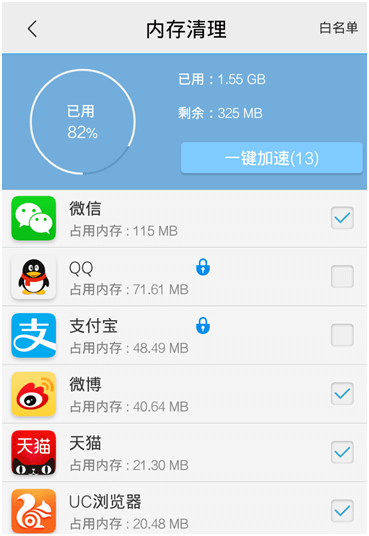 内存清理
白名单
已用
82%
已用：1.55 GB
剩余：325 MB
一键加速(13)
微信
占用内存：115 MB
QQ
占用内存：71.61 MB
支
支付宝
占用内存：48.49 MB
微博
占用内存：40.64 MB
天猫
天猫
占用内存：21.30 MB
UC浏览器
占用内存：20.48 MB